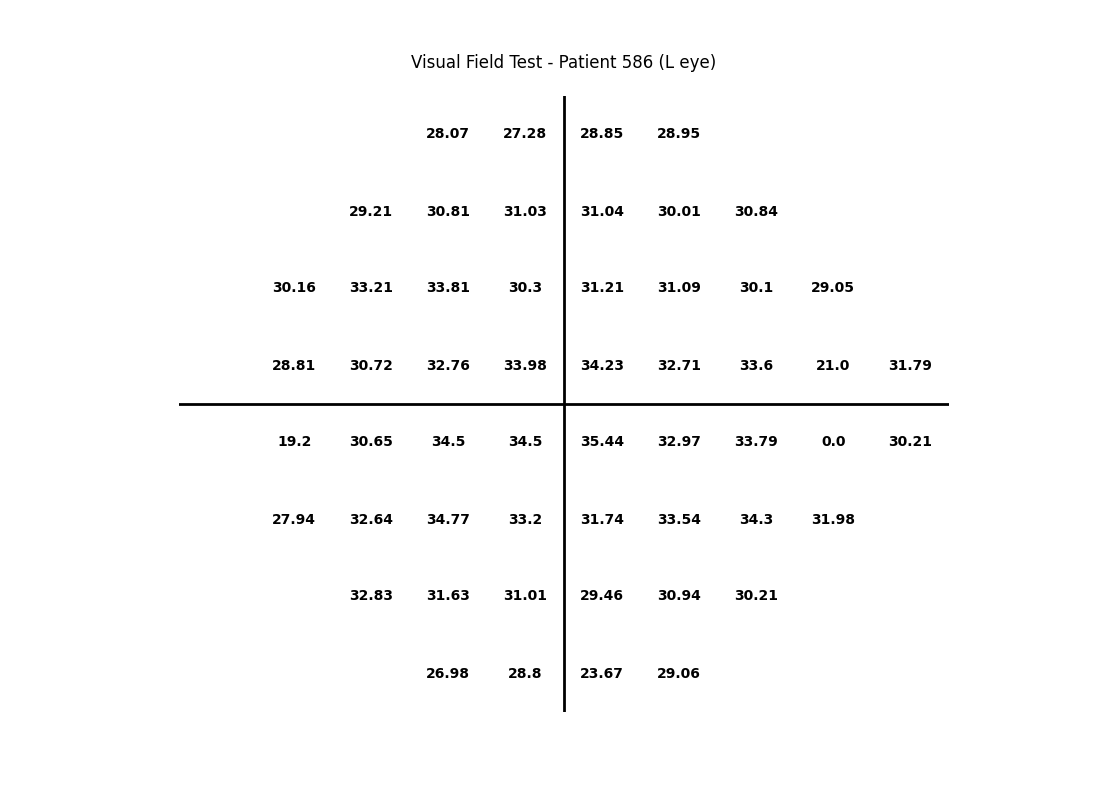 Visual Field Test - Patient 586 (L eye)
28.07 27.28 28.85 28.95
29.21 30.81 31.03 31.04 30.01 30.84
30.16 33.21 33.81 30.3 31.21 31.09 30.1 29.05
28.81 30.72 32.76 33.98 34.23 32.71 33.6 21.0 31.79
19.2 30.65 34.5 34.5 35.44 32.97 33.79 0.0 30.21
27.94 32.64 34.77 33.2 31.74 33.54 34.3 31.98
32.83 31.63 31.01 29.46 30.94 30.21
26.98 28.8 23.67 29.06